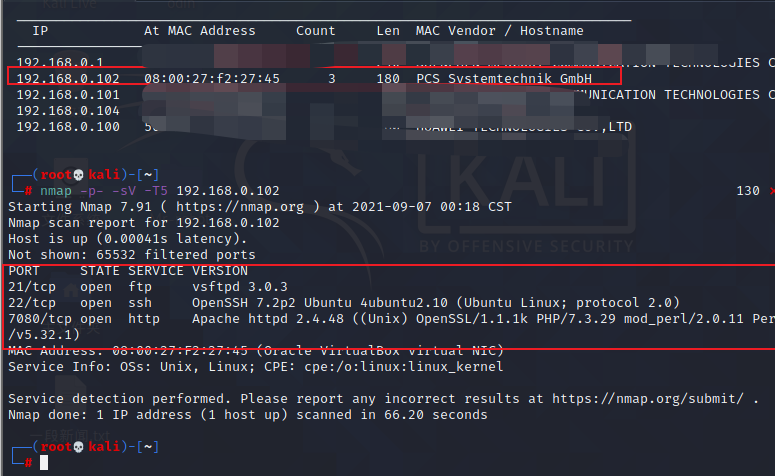 IP At MAC Address Count Len MAC Vendor / Hostname
192.168.0.1 TECHNOLOGIES C
192.168.0.102 08:00:27:f2:27:45 3 180 PCS Systemtechnik GmbH
192.168.0.101 MUNICATION TECHNOLOGIES C
192.168.0.104
192.168.0.100 HUAWEI TECHNOLOGIES CO.,LTD
┌──(root💀kali)-[~]
└─# nmap -p- -sV -T5 192.168.0.102 130 ⨯
Starting Nmap 7.91 ( https://nmap.org ) at 2021-09-07 00:18 CST
Nmap scan report for 192.168.0.102
Host is up (0.00041s latency).
Not shown: 65532 filtered ports
PORT STATE SERVICE VERSION
21/tcp open ftp vsftpd 3.0.3
22/tcp open ssh OpenSSH 7.2p2 Ubuntu 4ubuntu2.10 (Ubuntu Linux; protocol 2.0)
7080/tcp open http Apache httpd 2.4.48 ((Unix) OpenSSL/1.1.1k PHP/7.3.29 mod_perl/2.0.11 Per
/v5.32.1)
MAC Address: 08:00:27:F2:27:45 (Oracle VirtualBox virtual NIC)
Service Info: OSs: Unix, Linux; CPE: cpe:/o:linux:linux_kernel
Service detection performed. Please report any incorrect results at https://nmap.org/submit/ .
Nmap done: 1 IP address (1 host up) scanned in 66.20 seconds
┌──(root💀kali)-[~]
└─#
KALI
BY OFFENSIVE SECURITY
Kali Live